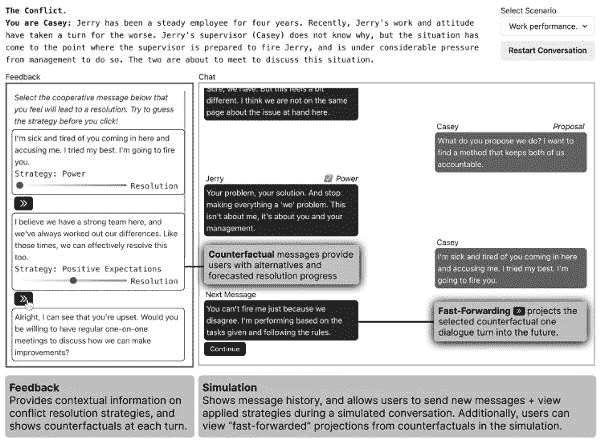 The Conflict.
You are Casey: Jerry has been a steady employee for four years. Recently, Jerry's work and attitude
have taken a turn for the worse. Jerry's supervisor (Casey) does not know why, but the situation has
come to the point where the supervisor is prepared to fire Jerry, and is under considerable pressure
from management to do so. The two are about to meet to discuss this situation.
Select Scenario
Work performance.
Restart Conversation
Feedback
Select the cooperative message below that
you feel will lead to a resolution. Try to guess
the strategy before you click!
I'm sick and tired of you coming in here and
accusing me. I tried my best. I'm going to fire
you.
Strategy: Power
Resolution
I believe we have a strong team here, and
we've always worked out our differences. Like
those times, we can effectively resolve this
too.
Strategy: Positive Expectations
Resolution
Alright, I can see that you're upset. Would you
be willing to have regular one-on-one
meetings to discuss how we can make
improvements?
Chat
Sure, we have. But this feels a bit
different. I think we are not on the same
page about the issue at hand here.
Casey Proposal
What do you propose we do? I want to
find a method that keeps both of us
accountable.
Jerry Power
Your problem, your solution. And stop
making everything a 'we' problem. This
isn't about me, it's about you and your
management.
Casey
I'm sick and tired of you coming in here
and accusing me. I tried my best. I'm
going to fire you.
Counterfactual messages provide
users with alternatives and
forecasted resolution progress
Next Message
You can't fire me just because we
disagree. I'm performing based on the
tasks given and following the rules.
Continue
Fast-Forwarding projects the
selected counterfactual one
dialogue turn into the future.
Feedback
Provides contextual information on
conflict resolution strategies, and
shows counterfactuals at each turn.
Simulation
Shows message history, and allows users to send new messages + view
applied strategies during a simulated conversation. Additionally, users can
view "fast-forwarded" projections from counterfactuals in the simulation.